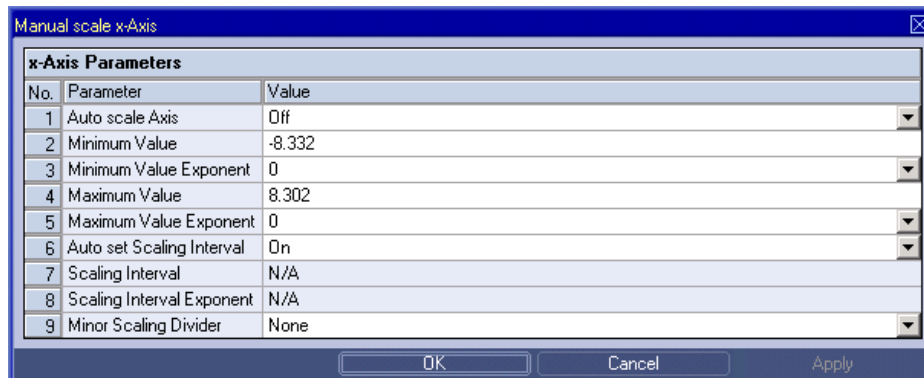 Manual scale x-Axis
x-Axis Parameters
No. Parameter Value
1 Auto scale Axis Off
2 Minimum Value -8.332
3 Minimum Value Exponent 0
4 Maximum Value 8.302
5 Maximum Value Exponent 0
6 Auto set Scaling Interval On
7 Scaling Interval N/A
8 Scaling Interval Exponent N/A
9 Minor Scaling Divider None
OK Cancel Apply